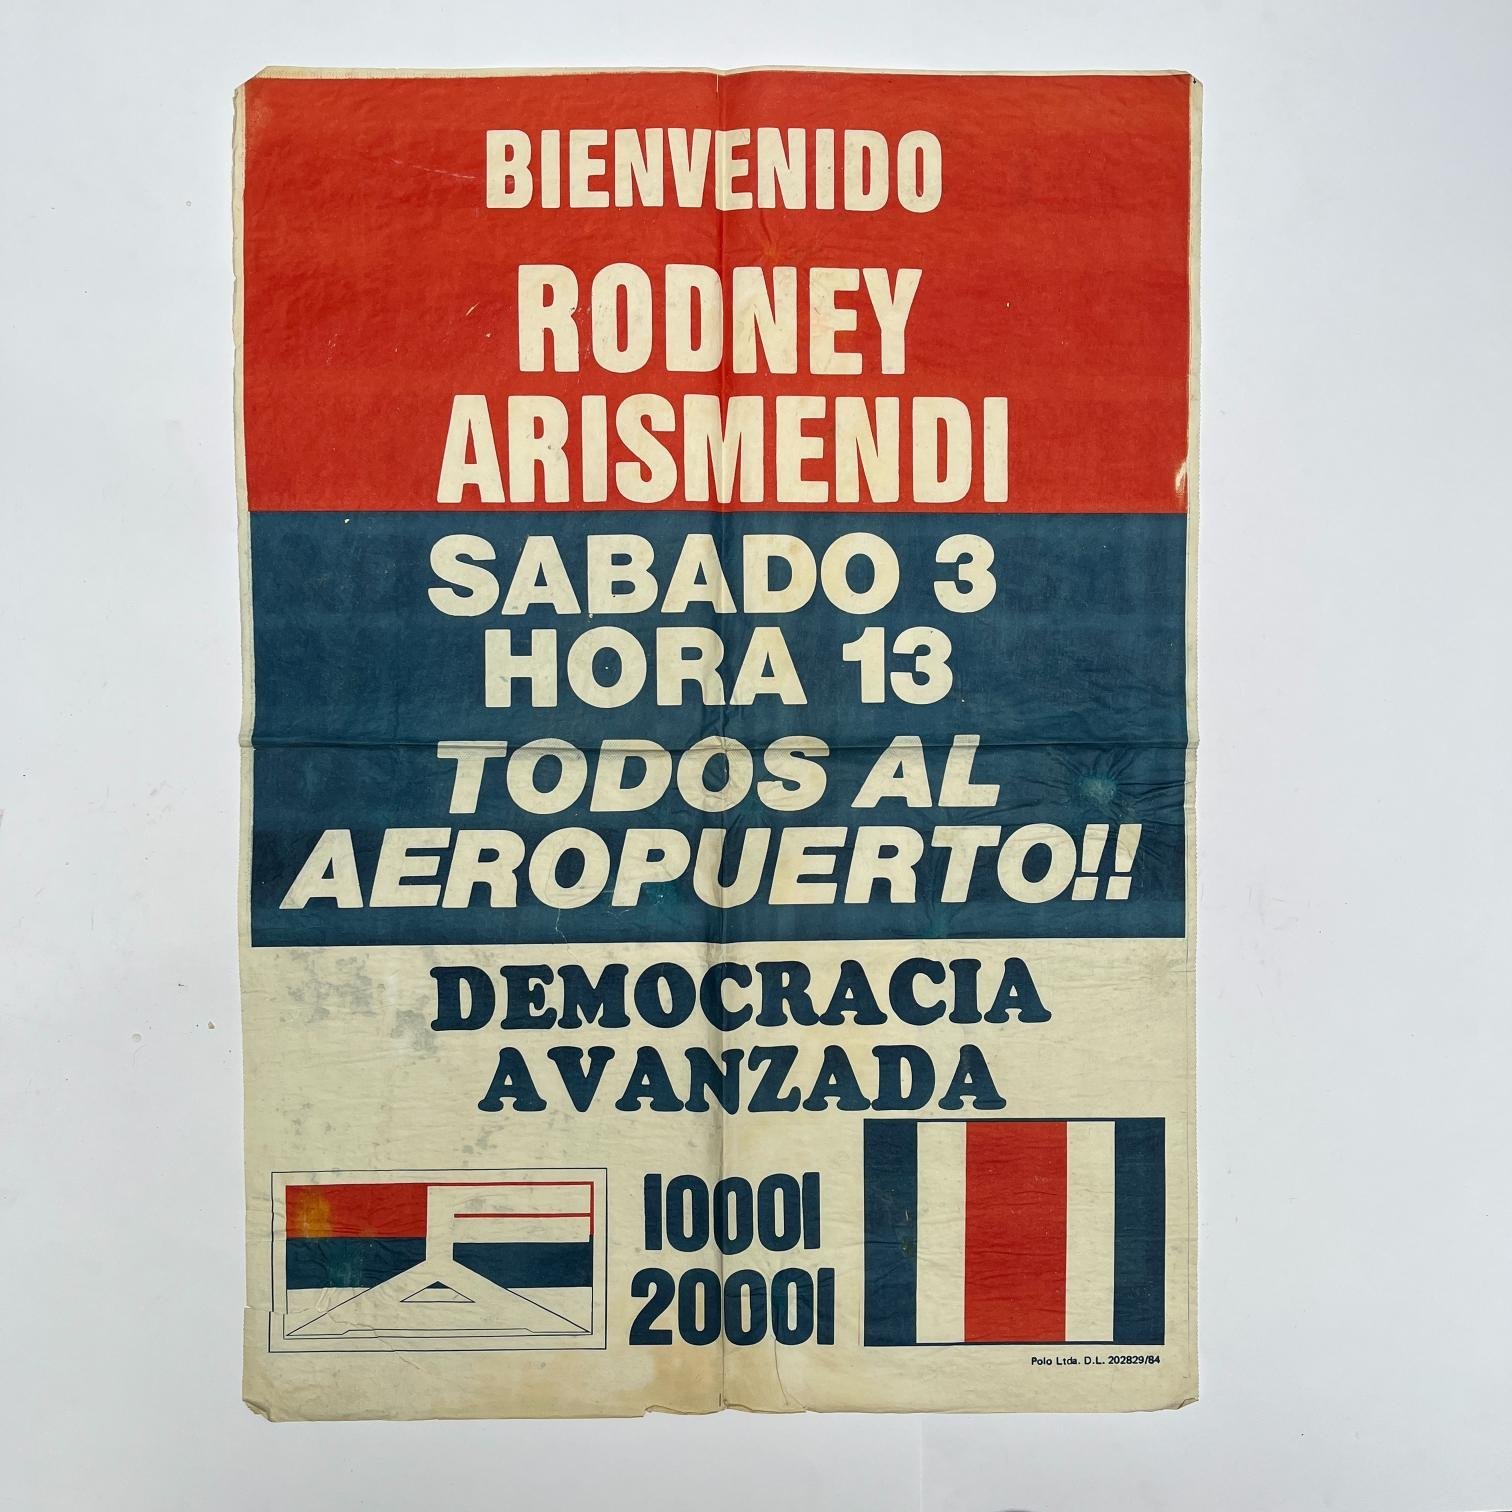 BIENVENIDO
RODNEY
ARISMENDI
SABADO 3
HORA 13
TODOS AL
AEROPUERTO!!
DEMOCRACIA
AVANZADA
10001
20001
Polo Ltda. D.L. 202829/84